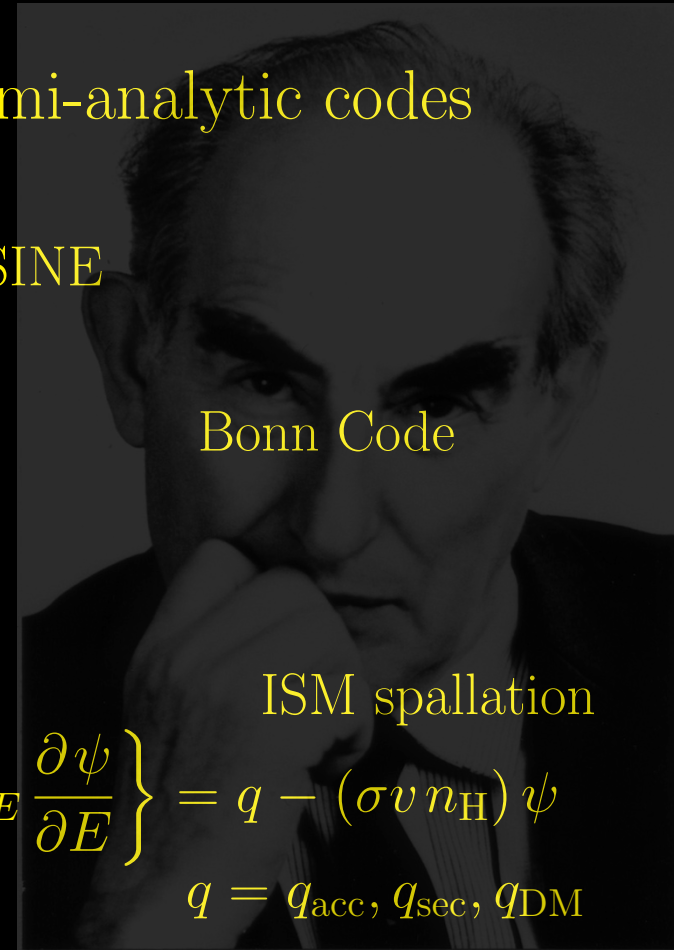 mi-analytic codes
SINE
Bonn Code
ISM spallation
E ∂ψ/∂E } = q − (σ v n_H) ψ
q = q_acc, q_sec, q_DM